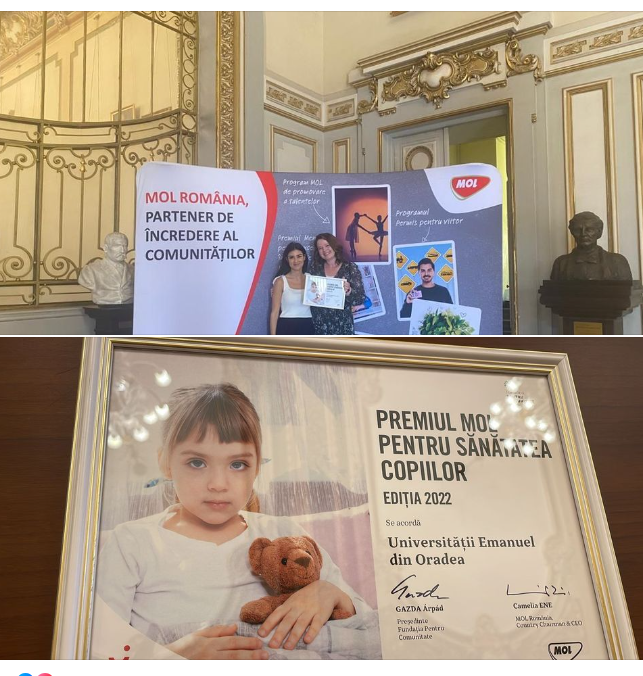 MOL ROMÂNIA,
PARTENER DE
ÎNCREDERE AL
COMUNITĂȚILOR
Program MOL
de promovare
a talentelor
Premiul
Programul
Permis pentru viitor
MOL
PREMIUL MOL
PENTRU SĂNĂTATEA
COPIILOR
EDIȚIA 2022
Se acordă
Universității Emanuel
din Oradea
GAZDA Árpád
Președinte
Fundația Pentru
Comunitate
Camelia ENE
MOL România,
Country Chairman & CEO
MOL